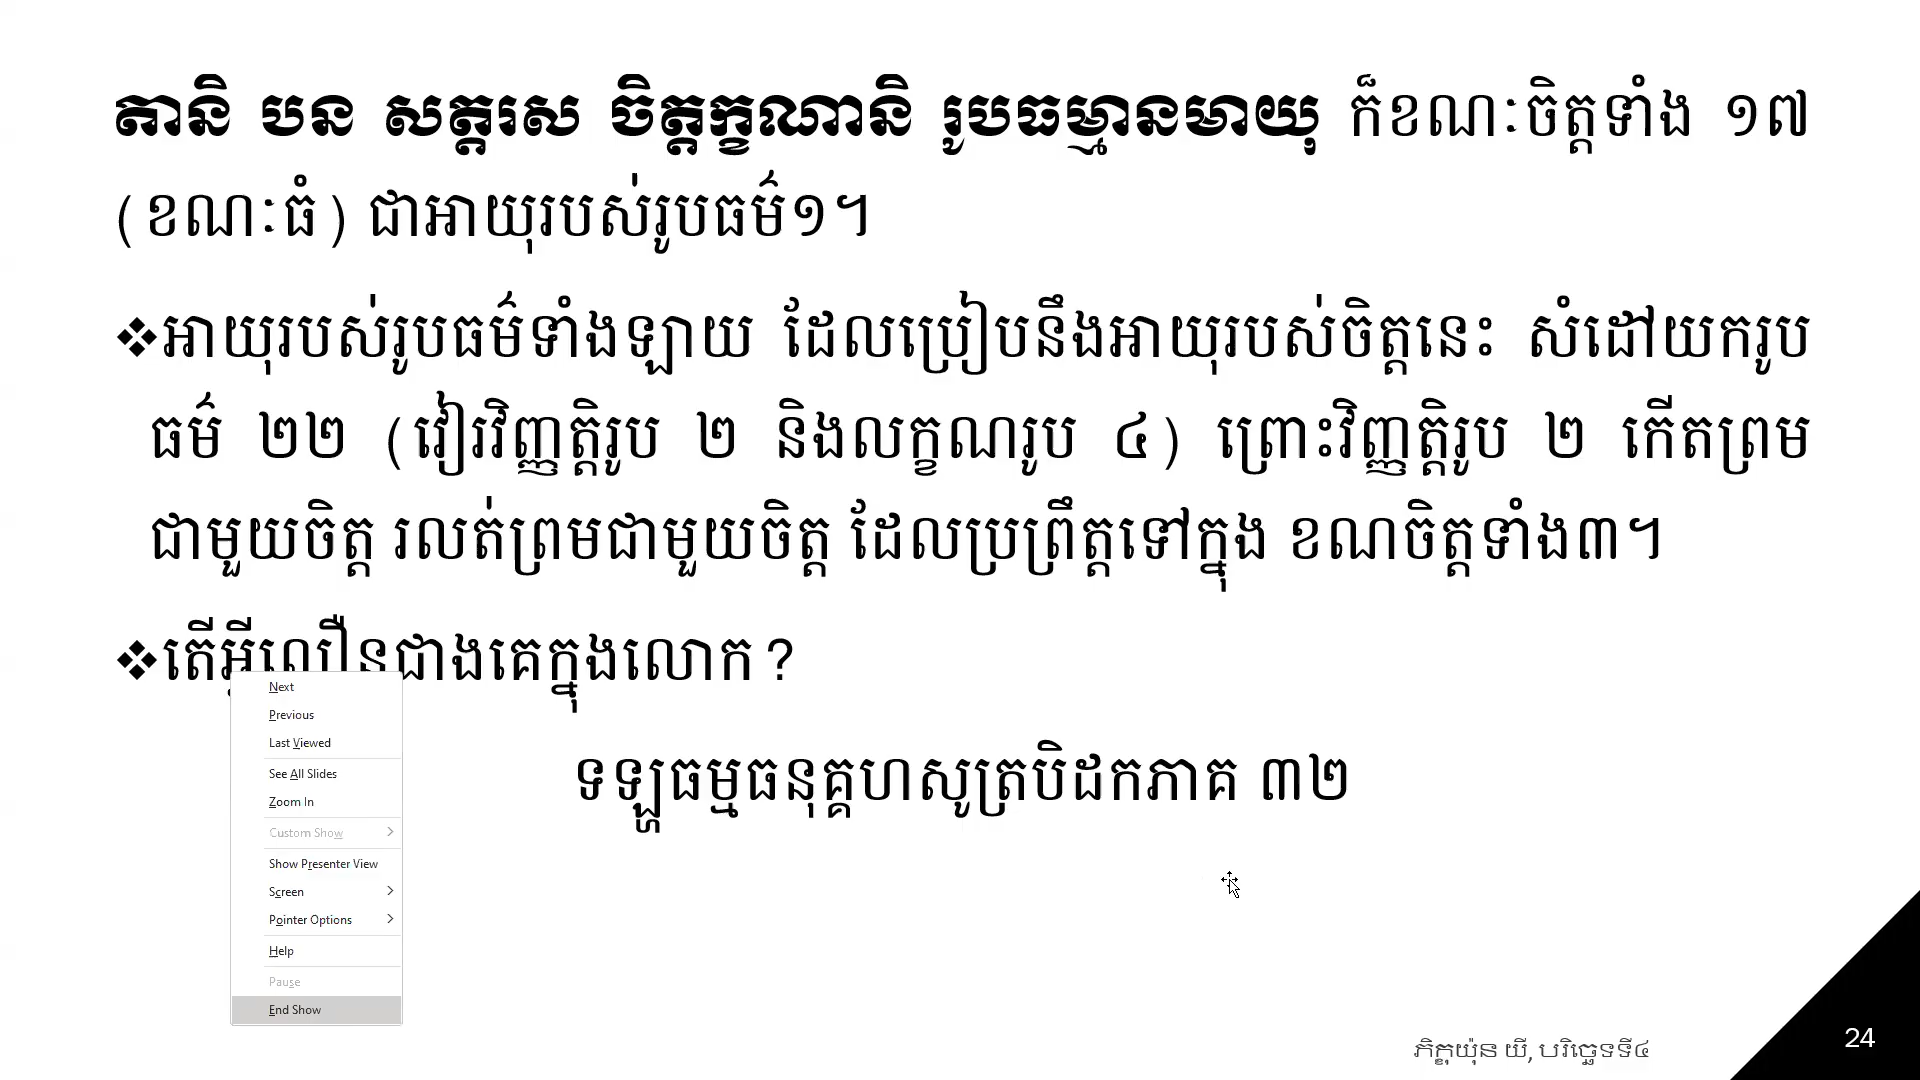 តានិ បន សត្តរស ចិត្តក្ខណានិ រូបធម្មានមាយុ ក៏ខណៈចិត្តទាំង ១៧
(ខណៈធំ) ជាអាយុរបស់រូបធម៌១។
❖អាយុរបស់រូបធម៌ទាំងឡាយ ដែលប្រៀបនឹងអាយុរបស់ចិត្តនេះ សំដៅយករូប
ធម៌ ២២ (វៀរវិញ្ញត្តិរូប ២ និងលក្ខណរូប ៤) ព្រោះវិញ្ញត្តិរូប ២ កើតព្រម
ជាមួយចិត្ត រលត់ព្រមជាមួយចិត្ត ដែលប្រព្រឹត្តទៅក្នុង ខណចិត្តទាំង៣។
❖តើអ្វីលឿនជាងគេក្នុងលោក?
ទឡ្ហធម្មធនុគ្គហសូត្របិដកភាគ ៣២
Next
Previous
Last Viewed
See All Slides
Zoom In
Custom Show
Show Presenter View
Screen
Pointer Options
Help
Pause
End Show
ភិក្ខុយ៉ុន យី, បរិច្ឆេទទី៤
24